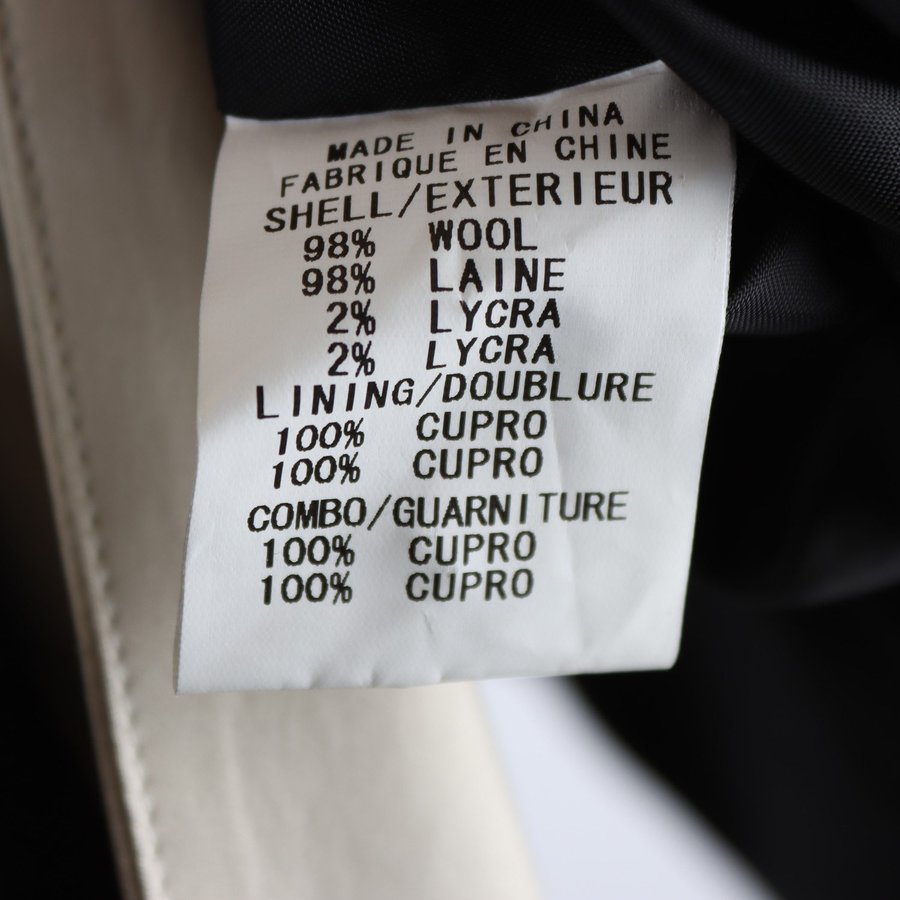 MADE IN CHINA
FABRIQUE EN CHINE
SHELL/EXTERIEUR
98% WOOL
98% LAINE
2% LYCRA
2% LYCRA
LINING/DOUBLURE
100% CUPRO
100% CUPRO
COMBO/GUARNITURE
100% CUPRO
100% CUPRO